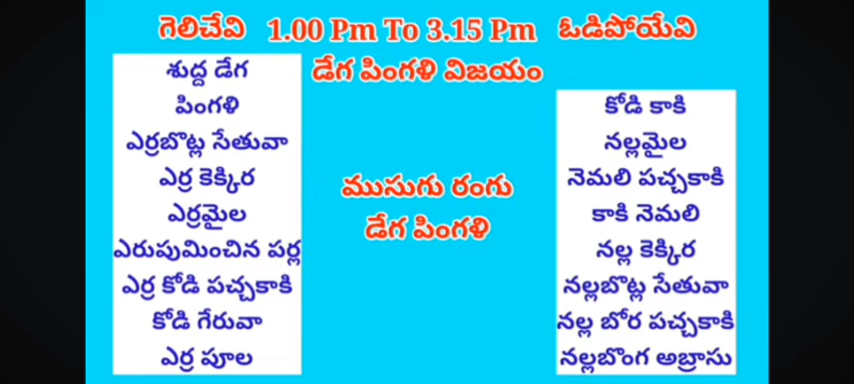 గెలిచేవి 1.00 Pm To 3.15 Pm ఓడిపోయేవి
డేగ పింగళి విజయం
శుద్ద డేగ
పింగళి
ఎర్రబొట్ల సేతువా
ఎర్ర కెక్కిర
ఎర్రమైల
ఎరుపుమించిన పర్ల
ఎర్ర కోడి పచ్చకాకి
కోడి గేరువా
ఎర్ర పూల
ముసుగు రంగు
డేగ పింగళి
కోడి కాకి
నల్లమైల
నెమలి పచ్చకాకి
కాకి నెమలి
నల్ల కెక్కిర
నల్లబొట్ల సేతువా
నల్ల బోర పచ్చకాకి
నల్లబొంగ అబ్రాసు